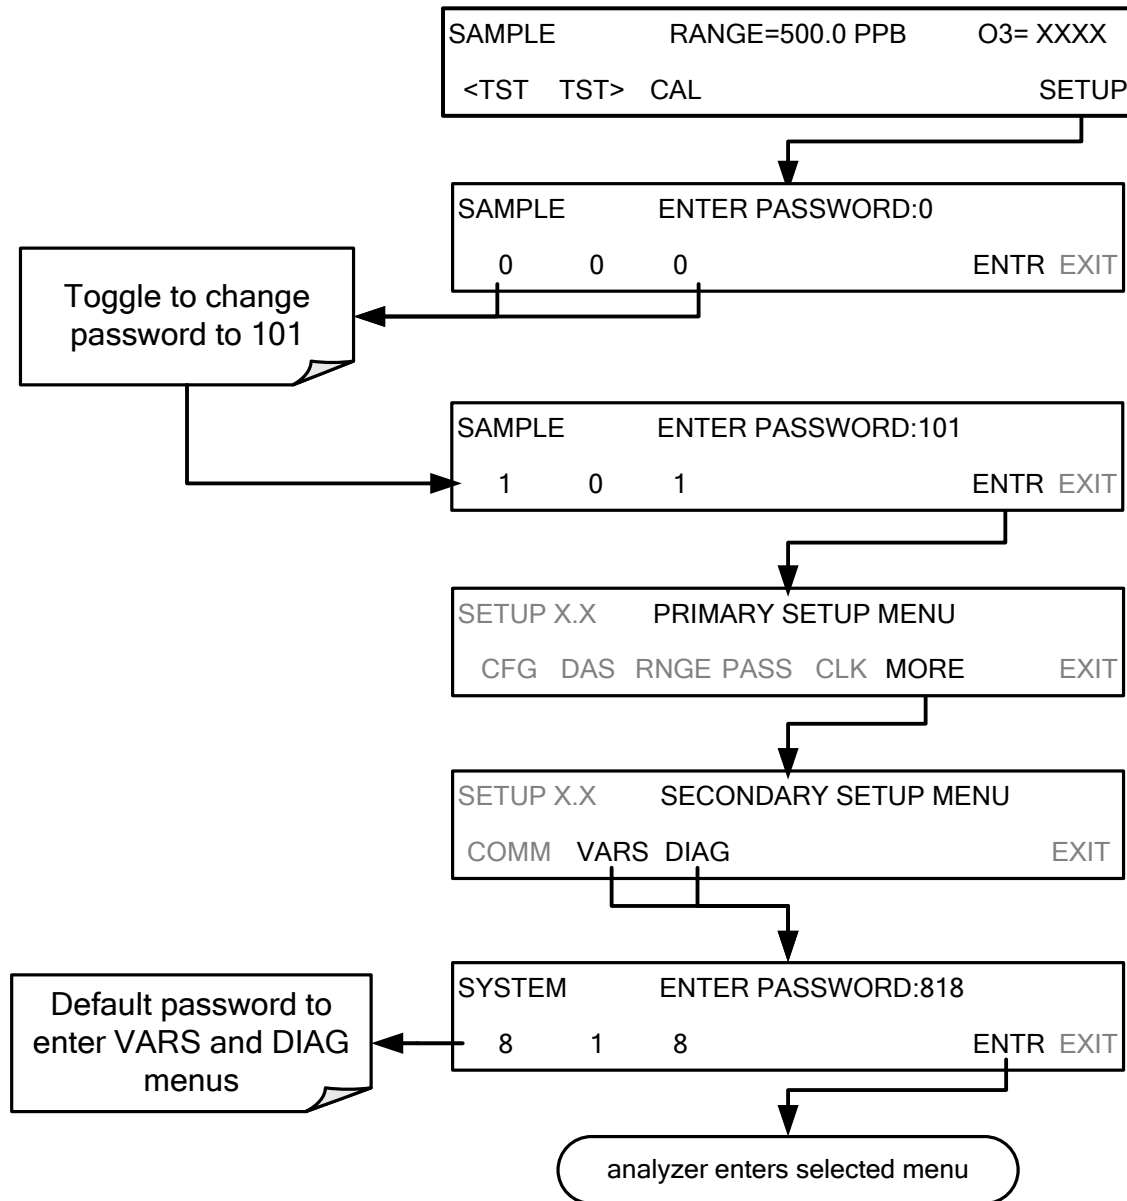 SAMPLE RANGE=500.0 PPB O3= XXXX
<TST TST> CAL SETUP
SAMPLE ENTER PASSWORD:0
0 0 0 ENTR EXIT
Toggle to change
password to 101
SAMPLE ENTER PASSWORD:101
1 0 1 ENTR EXIT
SETUP X.X PRIMARY SETUP MENU
CFG DAS RNGE PASS CLK MORE EXIT
SETUP X.X SECONDARY SETUP MENU
COMM VARS DIAG EXIT
SYSTEM ENTER PASSWORD:818
8 1 8 ENTR EXIT
Default password to
enter VARS and DIAG
menus
analyzer enters selected menu